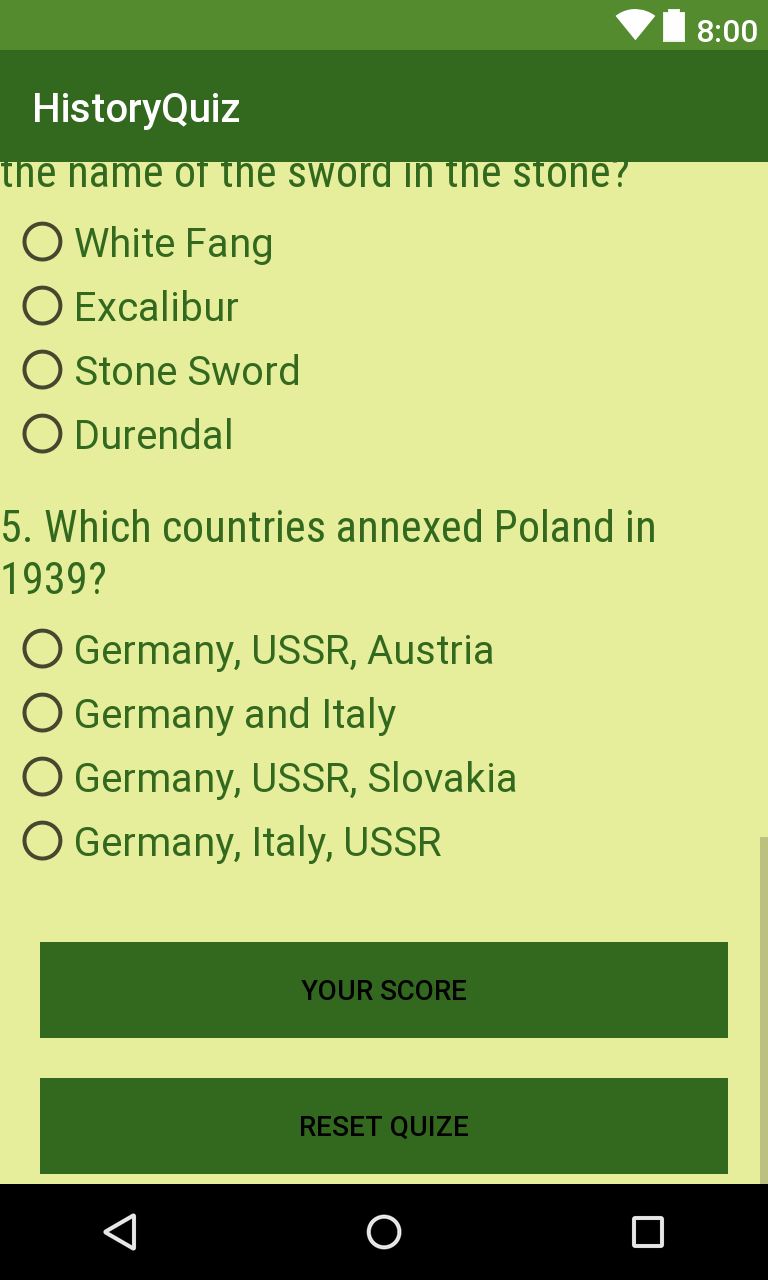 8:00
HistoryQuiz
the name of the sword in the stone?
White Fang
Excalibur
Stone Sword
Durendal
5. Which countries annexed Poland in
1939?
Germany, USSR, Austria
Germany and Italy
Germany, USSR, Slovakia
Germany, Italy, USSR
YOUR SCORE
RESET QUIZE